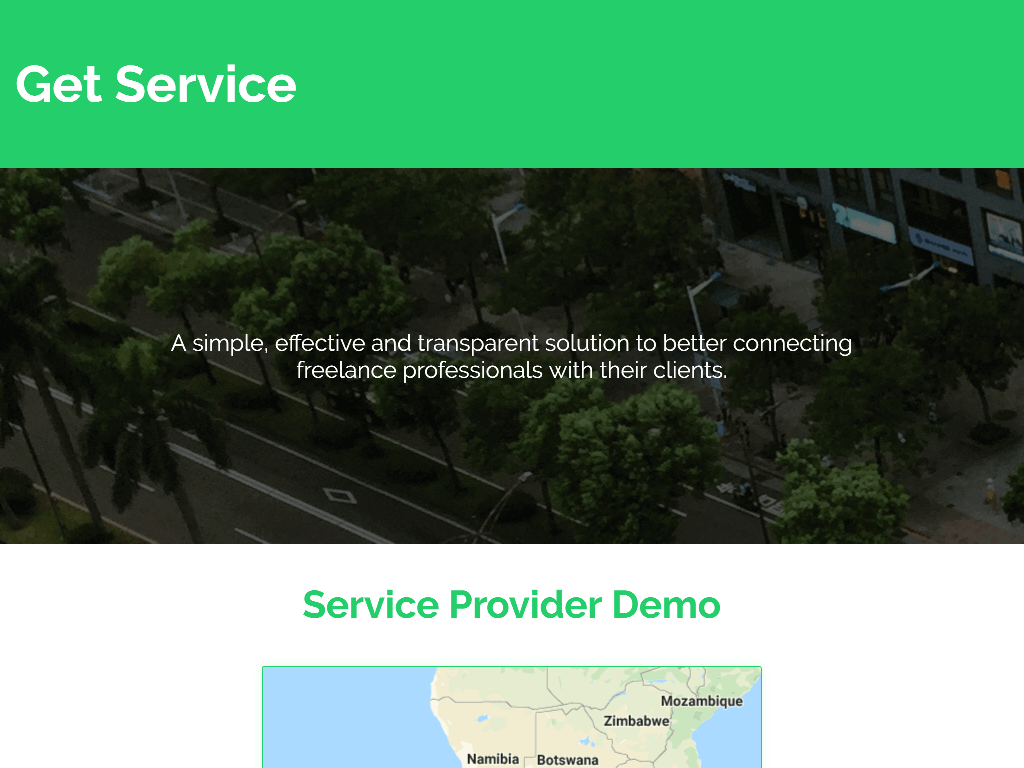 Get Service
A simple, effective and transparent solution to better connecting
freelance professionals with their clients.
Service Provider Demo
Mozambique
Zimbabwe
Namibia
Botswana